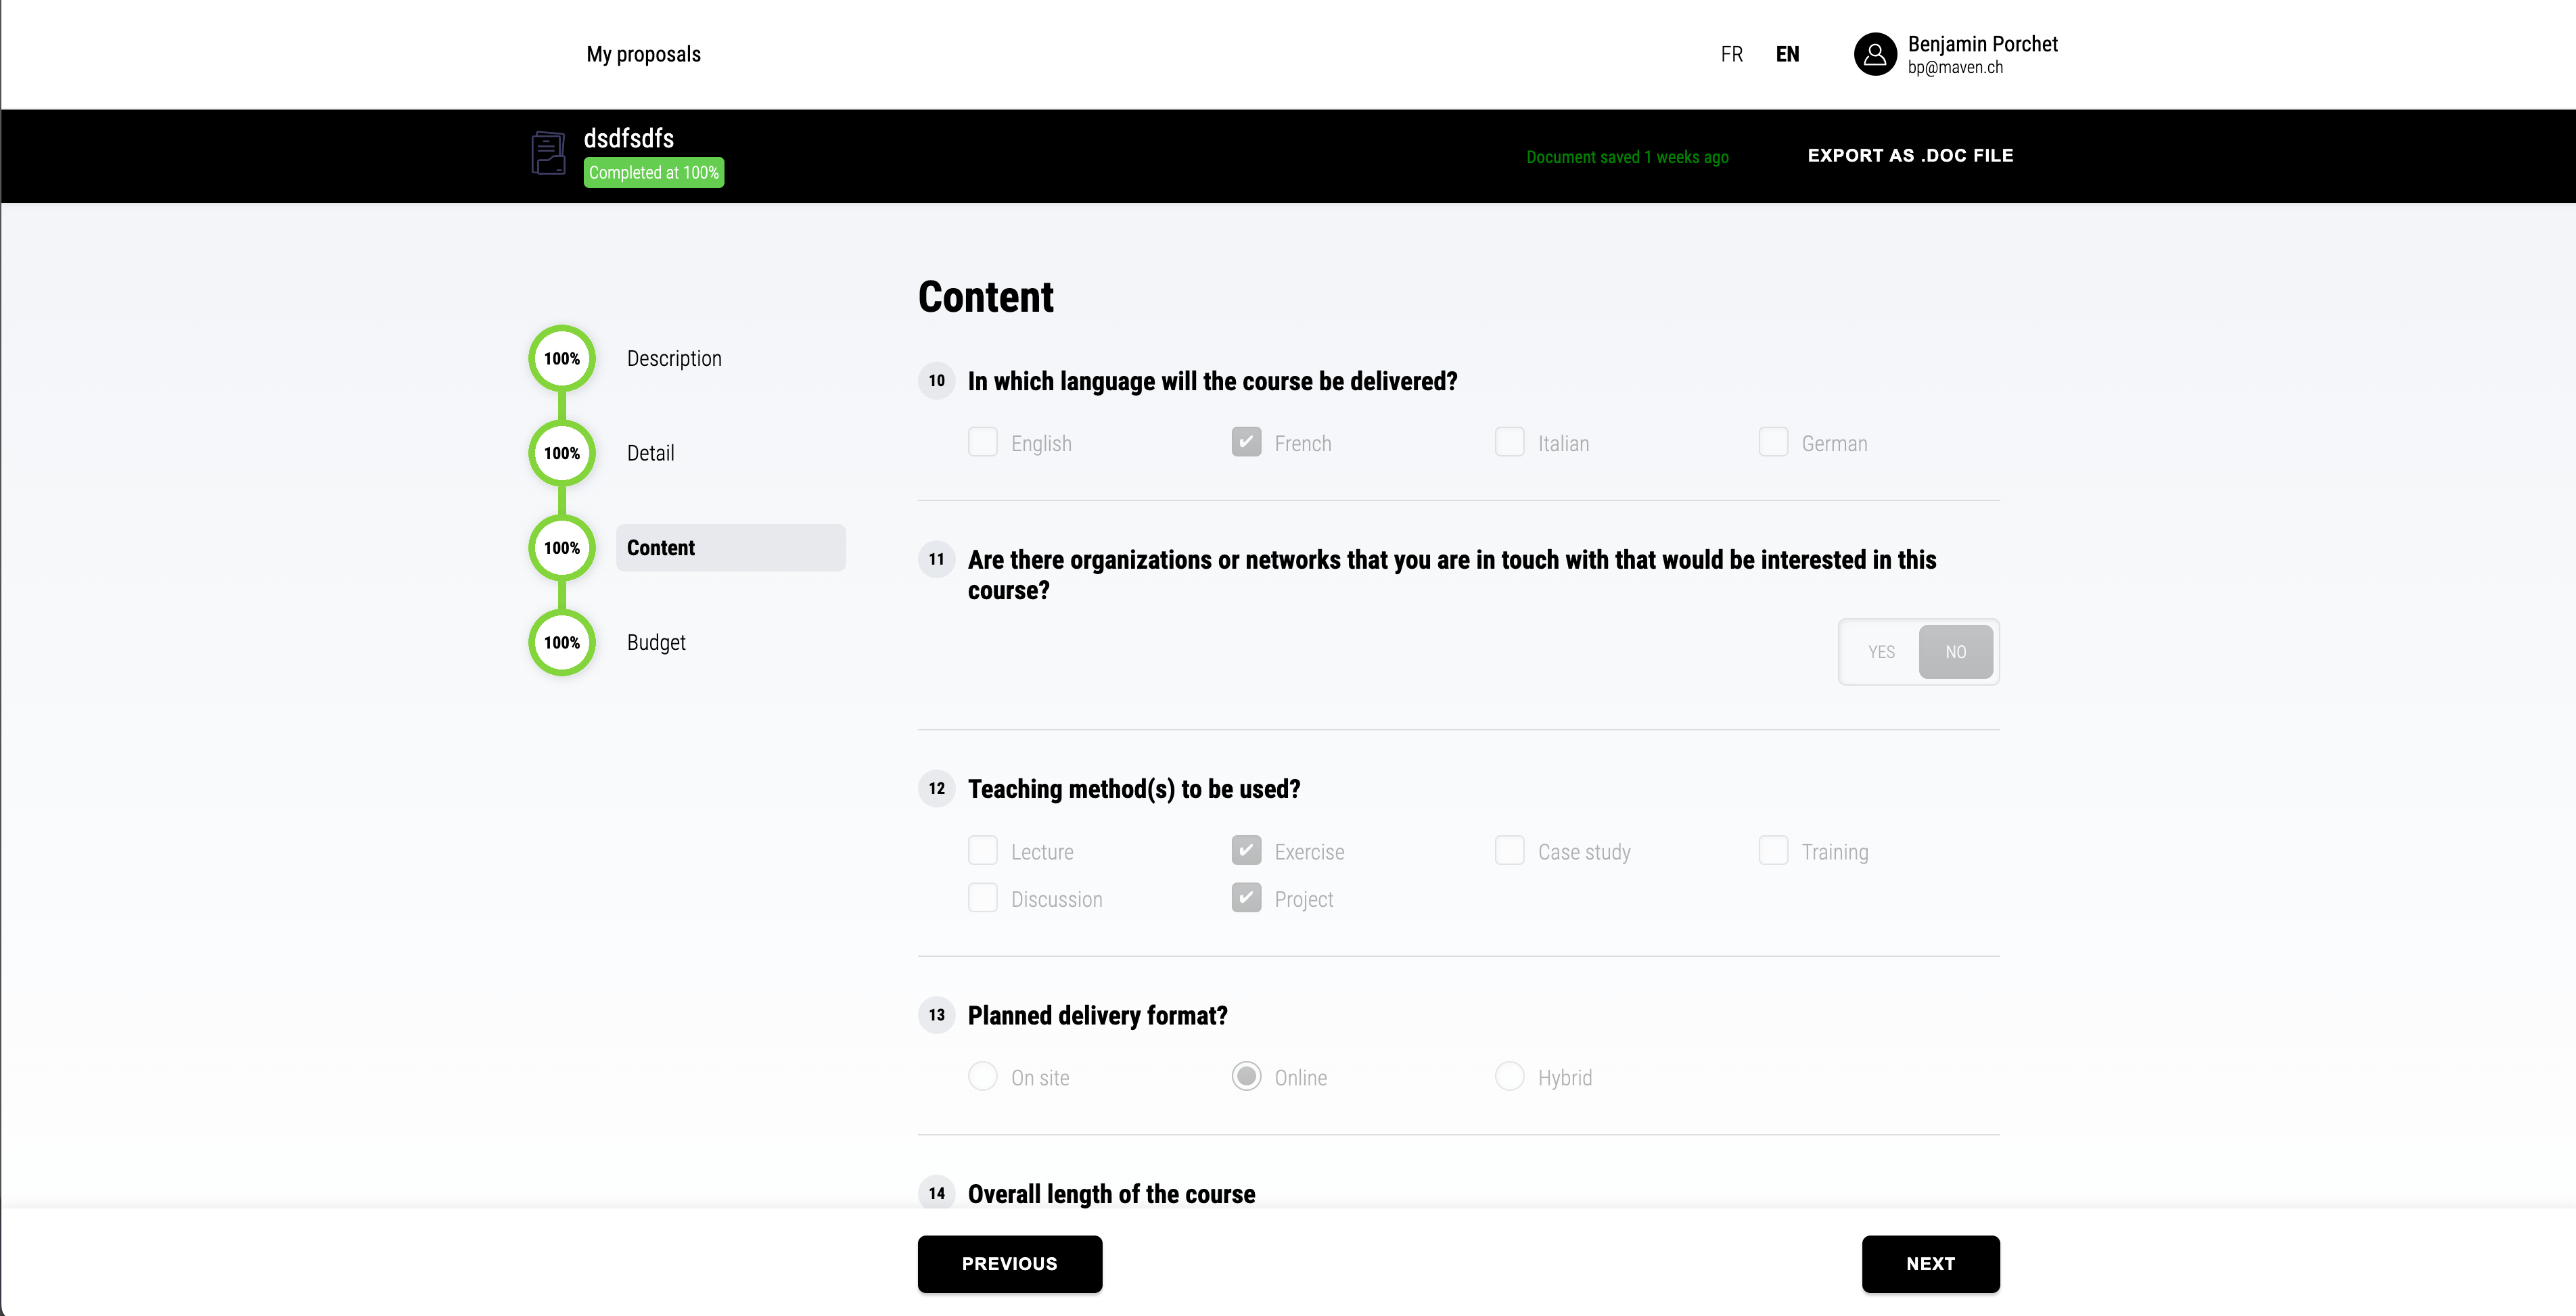 My proposals
FR EN
Benjamin Porchet
bp@maven.ch
dsdfsdfs
Completed at 100%
Document saved 1 weeks ago
EXPORT AS .DOC FILE
100% Description
100% Detail
100% Content
100% Budget
Content
10 In which language will the course be delivered?
English French Italian German
11 Are there organizations or networks that you are in touch with that would be interested in this
course?
YES NO
12 Teaching method(s) to be used?
Lecture Exercise Case study Training
Discussion Project
13 Planned delivery format?
On site Online Hybrid
14 Overall length of the course
PREVIOUS NEXT